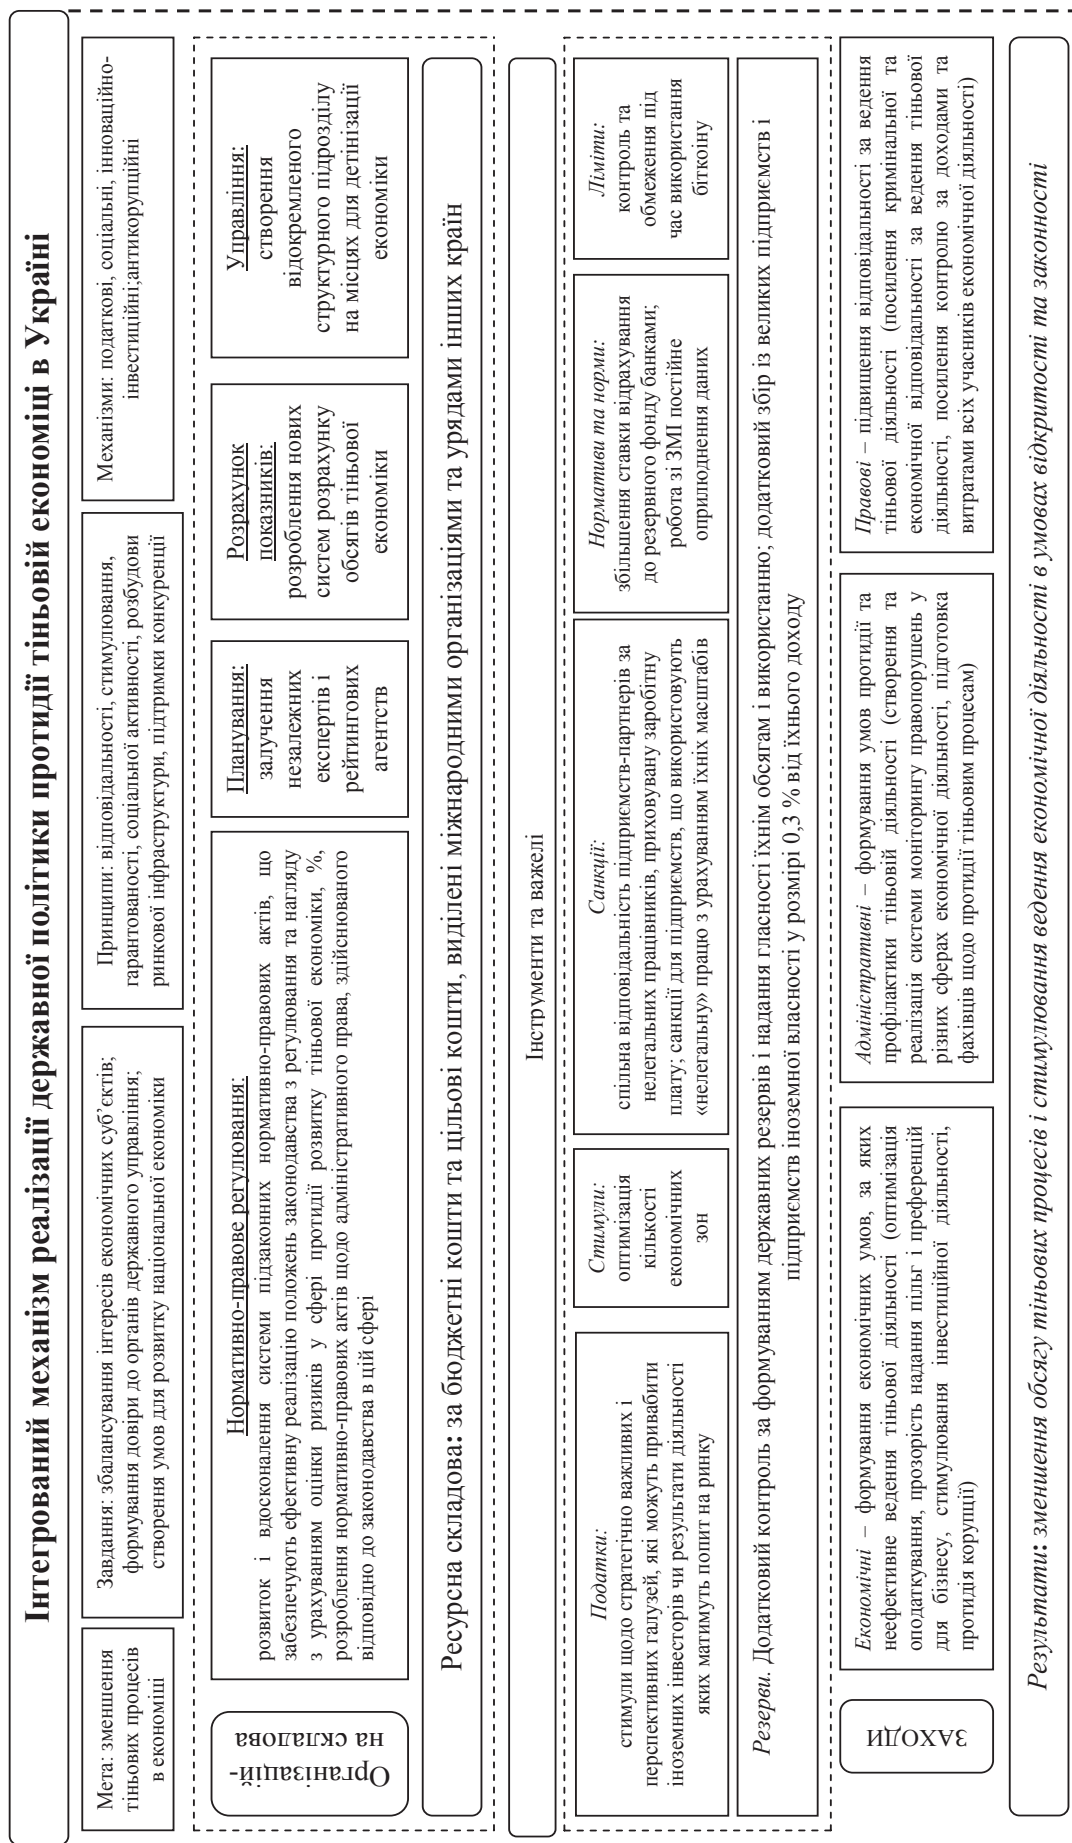 Інтегрований механізм реалізації державної політики протидії тіньовій економіці в Україні
Мета: зменшення
тіньових процесів
в економіці
Завдання: збалансування інтересів економічних суб’єктів;
формування довіри до органів державного управління;
створення умов для розвитку національної економіки
Принципи: відповідальності, стимулювання,
гарантованості, соціальної активності, розбудови
ринкової інфраструктури, підтримки конкуренції
Механізми: податкові, соціальні, інноваційно-
інвестиційні;антикорупційні
Організацій-
на складова
Нормативно-правове регулювання:
розвиток і вдосконалення системи підзаконних нормативно-правових актів, що
забезпечують ефективну реалізацію положень законодавства з регулювання та нагляду
з урахуванням оцінки ризиків у сфері протидії розвитку тіньової економіки, %,
розроблення нормативно-правових актів щодо адміністративного права, здійснюваного
відповідно до законодавства в цій сфері
Планування:
залучення
незалежних
експертів і
рейтингових
агентств
Розрахунок
показників:
розроблення нових
систем розрахунку
обсягів тіньової
економіки
Управління:
створення
відокремленого
структурного підрозділу
на місцях для детінізації
економіки
Ресурсна складова: за бюджетні кошти та цільові кошти, виділені міжнародними організаціями та урядами інших країн
Інструменти та важелі
Податки:
стимули щодо стратегічно важливих і
перспективних галузей, які можуть привабити
іноземних інвесторів чи результати діяльності
яких матимуть попит на ринку
Стимули:
оптимізація
кількості
економічних
зон
Санкції:
спільна відповідальність підприємств-партнерів за
нелегальних працівників, приховувану заробітну
плату; санкції для підприємств, що використовують
«нелегальну» працю з урахуванням їхніх масштабів
Нормативи та норми:
збільшення ставки відрахування
до резервного фонду банками;
робота зі ЗМІ постійне
оприлюднення даних
Ліміти:
контроль та
обмеження під
час використання
біткоіну
Резерви. Додатковий контроль за формуванням державних резервів і надання гласності їхнім обсягам і використанню; додатковий збір із великих підприємств і
підприємств іноземної власності у розмірі 0,3 % від їхнього доходу
ЗАХОДИ
Економічні – формування економічних умов, за яких
неефективне ведення тіньової діяльності (оптимізація
оподаткування, прозорість надання пільг і преференцій
для бізнесу, стимулювання інвестиційної діяльності,
протидія корупції)
Адміністративні – формування умов протидії та
профілактики тіньовій діяльності (створення та
реалізація системи моніторингу правопорушень у
різних сферах економічної діяльності, підготовка
фахівців щодо протидії тіньовим процесам)
Правові – підвищення відповідальності за ведення
тіньової діяльності (посилення кримінальної та
економічної відповідальності за ведення тіньової
діяльності, посилення контролю за доходами та
витратами всіх учасників економічної діяльності)
Результати: зменшення обсягу тіньових процесів і стимулювання ведення економічної діяльності в умовах відкритості та законності